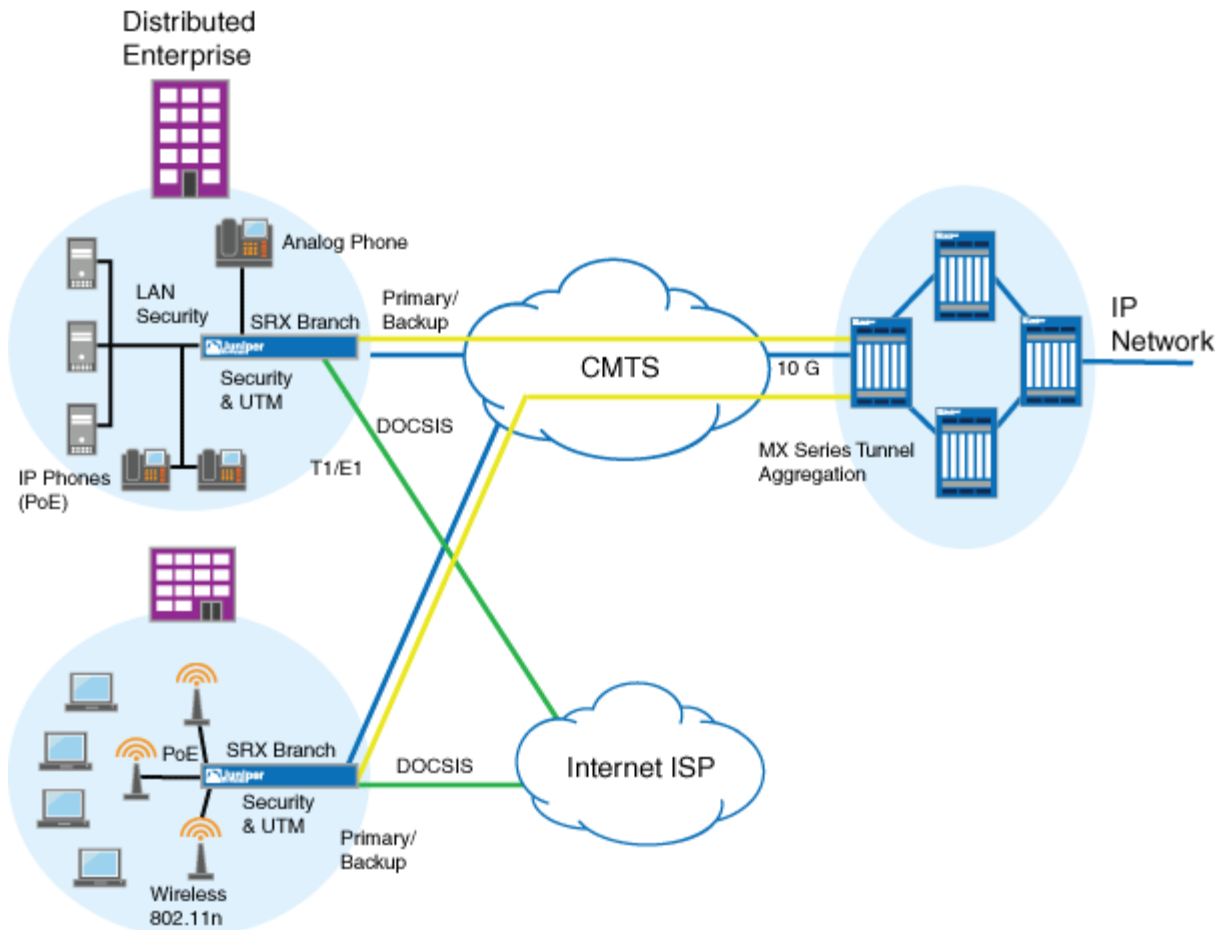 Distributed
Enterprise
Analog Phone
LAN
Security
SRX Branch
Juniper
Security
& UTM
IP Phones
(PoE)
Primary/
Backup
CMTS
10 G
IP
Network
DOCSIS
T1/E1
MX Series Tunnel
Aggregation
PoE
SRX Branch
Juniper
Security
& UTM
DOCSIS
Internet ISP
Primary/
Backup
Wireless
802.11n